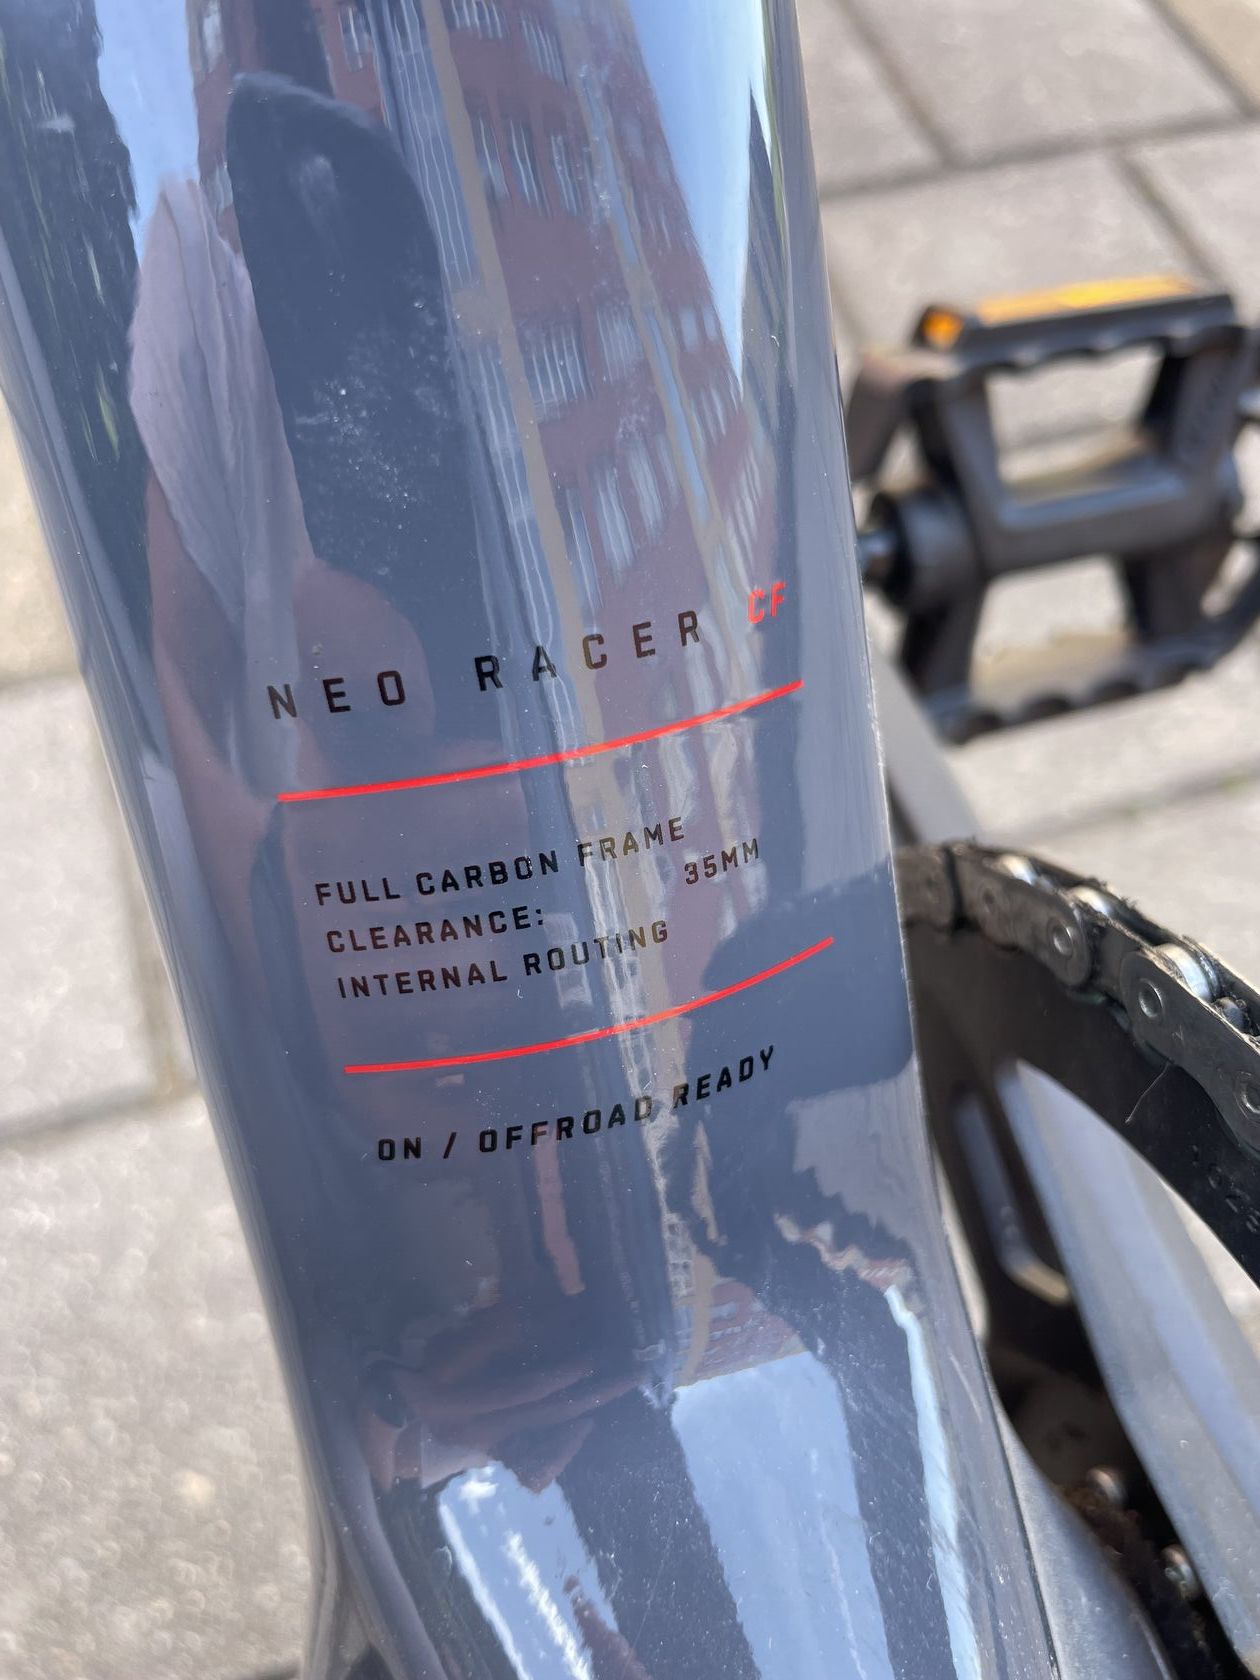 NEO RACER CF
FULL CARBON FRAME
CLEARANCE: 35MM
INTERNAL ROUTING
ON / OFFROAD READY